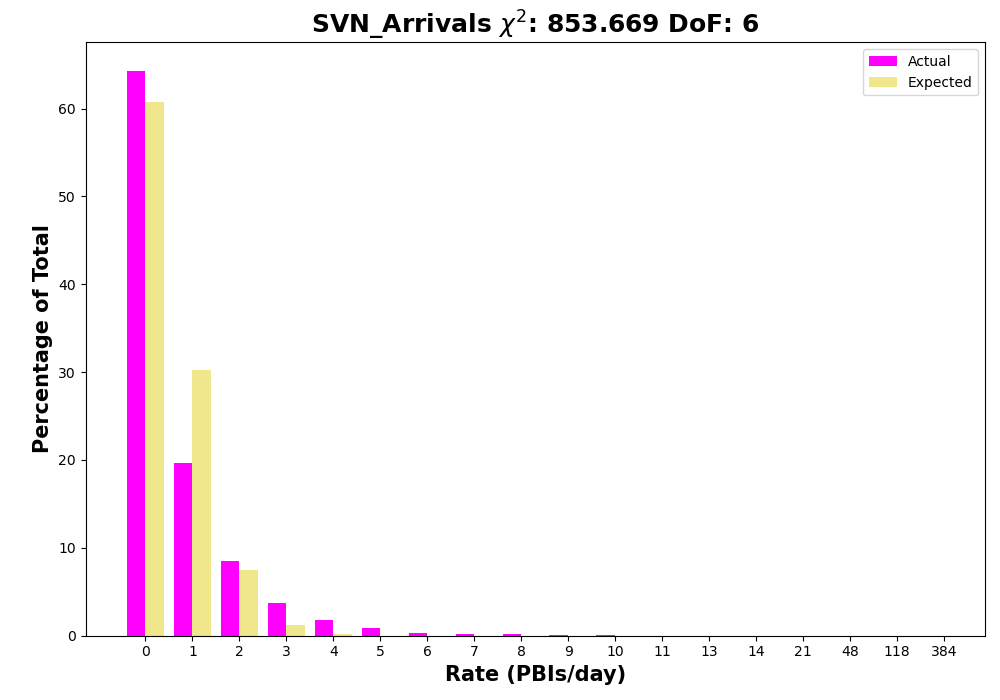 SVN_Arrivals χ²: 853.669 DoF: 6
Actual
Expected
60
50
40
30
20
10
0
Percentage of Total
0 1 2 3 4 5 6 7 8 9 10 11 13 14 21 48 118 384
Rate (PBIs/day)